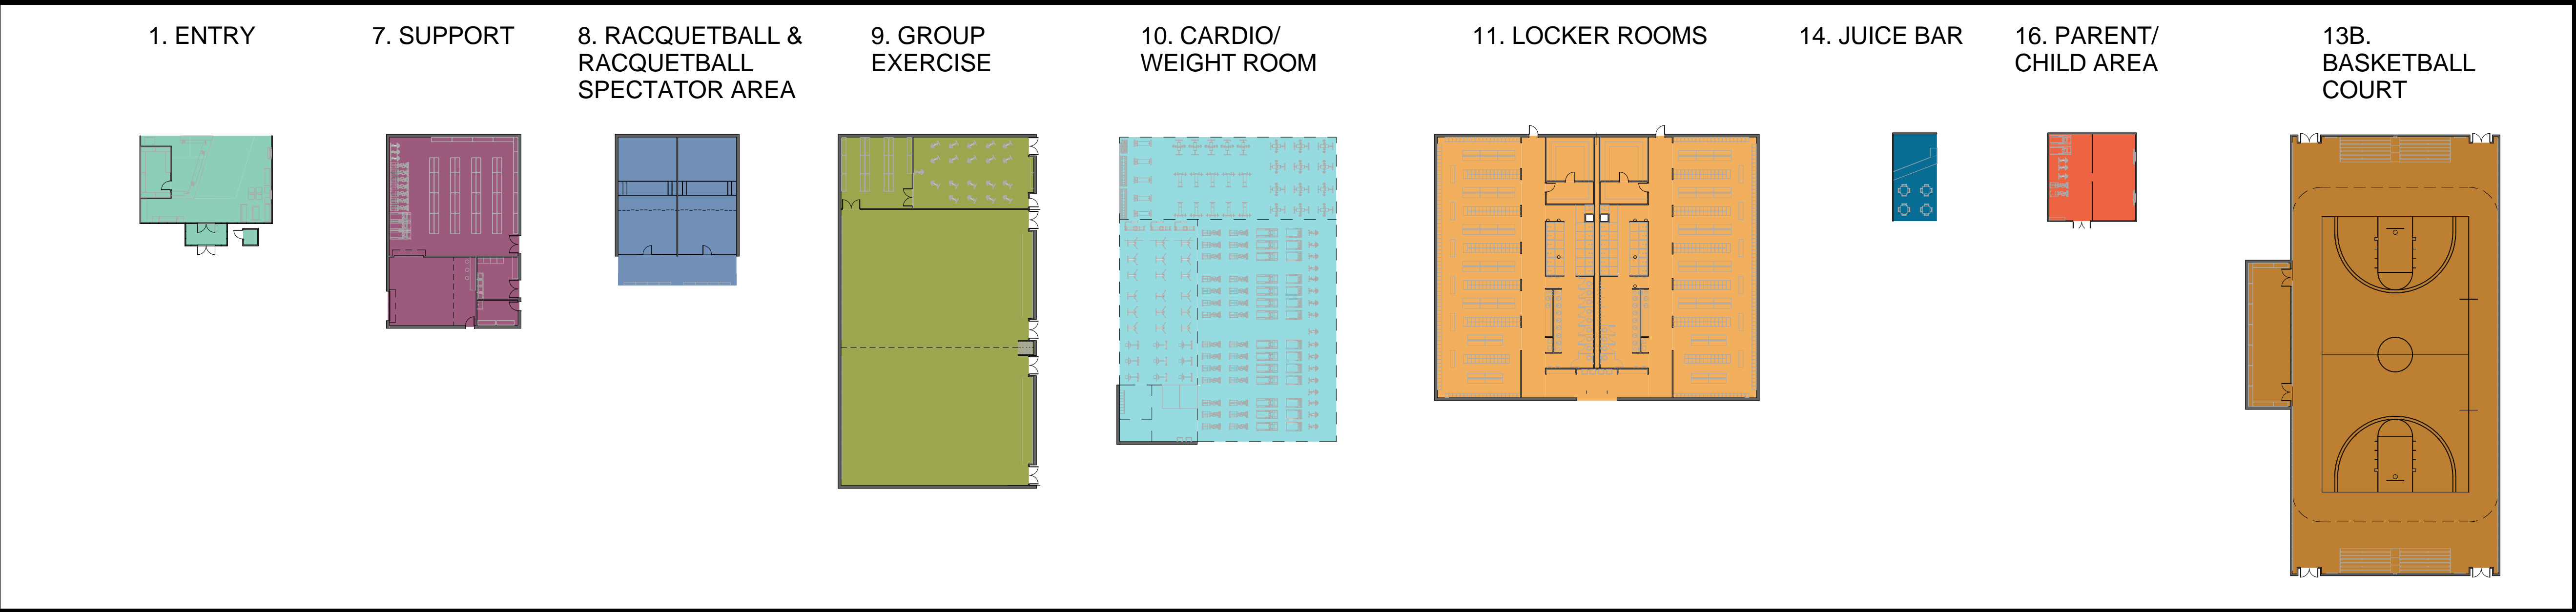 1. ENTRY
7. SUPPORT
8. RACQUETBALL &
RACQUETBALL
SPECTATOR AREA
9. GROUP
EXERCISE
10. CARDIO/
WEIGHT ROOM
11. LOCKER ROOMS
14. JUICE BAR
16. PARENT/
CHILD AREA
13B.
BASKETBALL
COURT